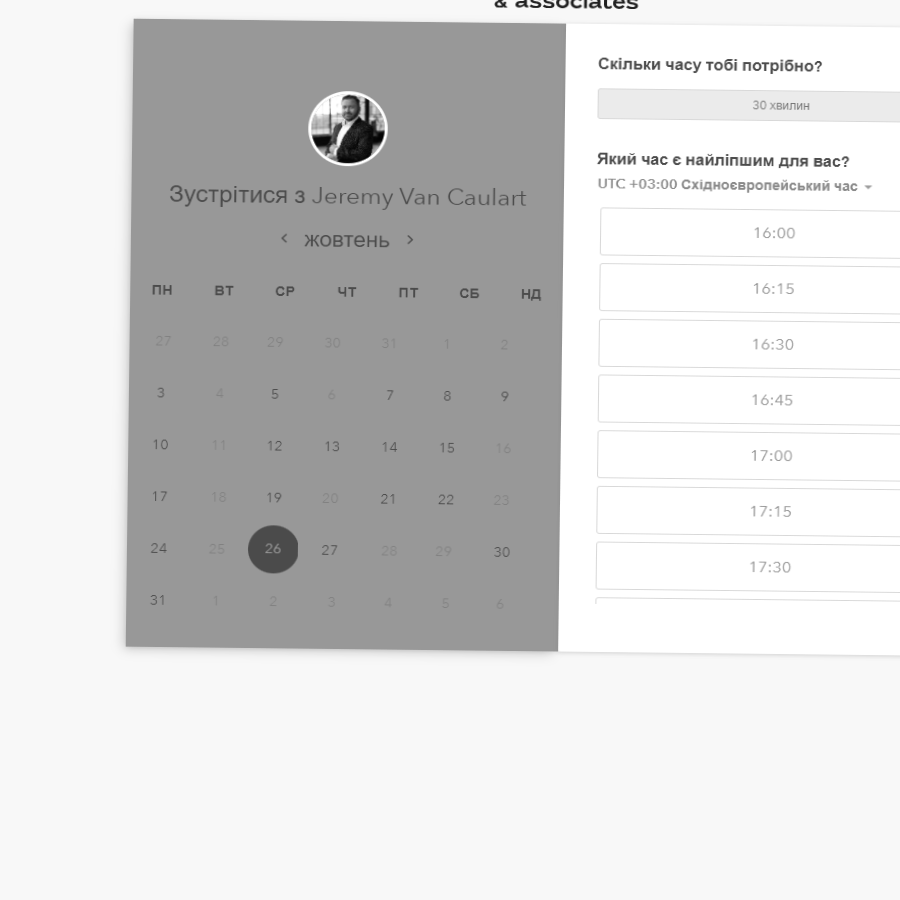 & associates
Зустрітися з Jeremy Van Caulart
‹ жовтень ›
ПН ВТ СР ЧТ ПТ СБ НД
27 28 29 30 31 1 2
3 4 5 6 7 8 9
10 11 12 13 14 15 16
17 18 19 20 21 22 23
24 25 26 27 28 29 30
31 1 2 3 4 5 6
Скільки часу тобі потрібно?
30 хвилин
Який час є найліпшим для вас?
UTC +03:00 Східноєвропейський час
16:00
16:15
16:30
16:45
17:00
17:15
17:30